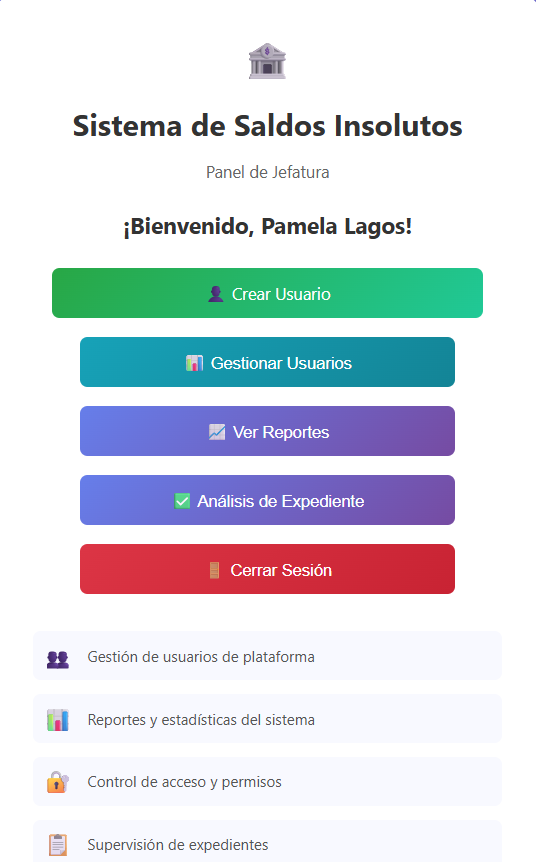 Sistema de Saldos Insolutos
Panel de Jefatura
¡Bienvenido, Pamela Lagos!
Crear Usuario
Gestionar Usuarios
Ver Reportes
Análisis de Expediente
Cerrar Sesión
Gestión de usuarios de plataforma
Reportes y estadísticas del sistema
Control de acceso y permisos
Supervisión de expedientes